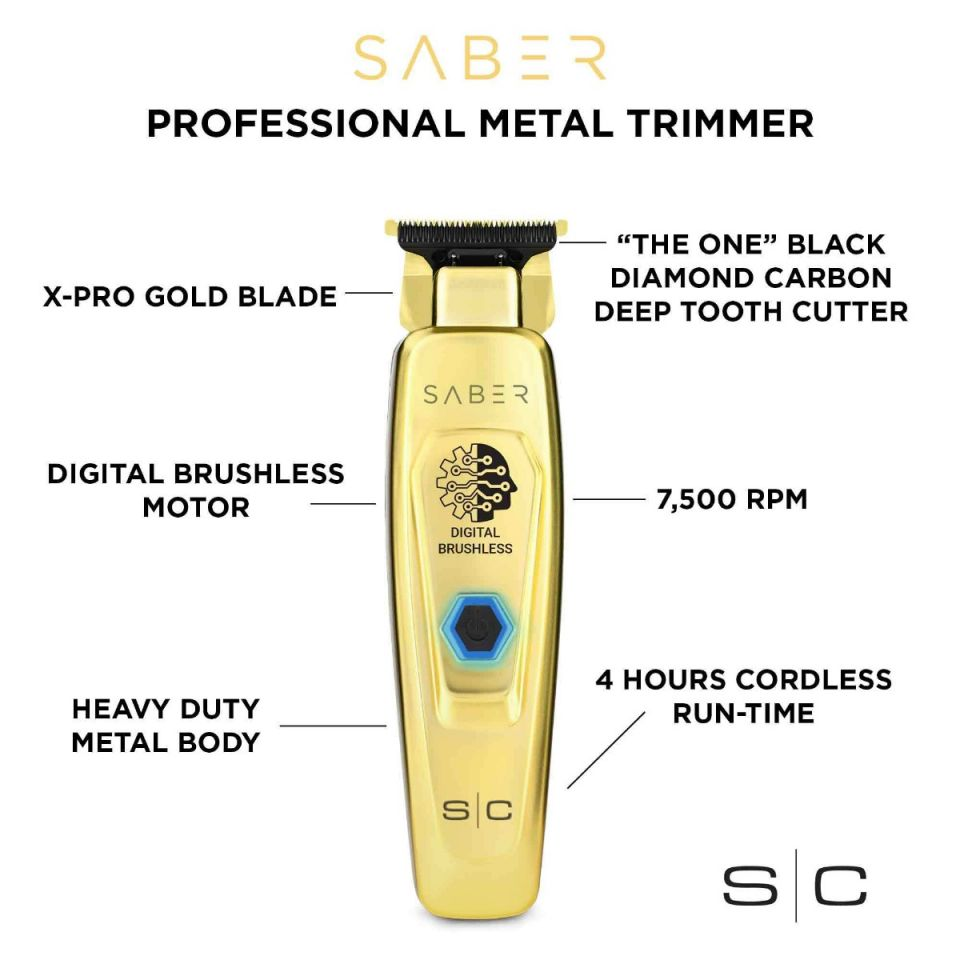 SABER
PROFESSIONAL METAL TRIMMER
X-PRO GOLD BLADE
“THE ONE” BLACK
DIAMOND CARBON
DEEP TOOTH CUTTER
SABER
DIGITAL BRUSHLESS
MOTOR
DIGITAL
BRUSHLESS
7,500 RPM
HEAVY DUTY
METAL BODY
4 HOURS CORDLESS
RUN-TIME
S|C
S|C